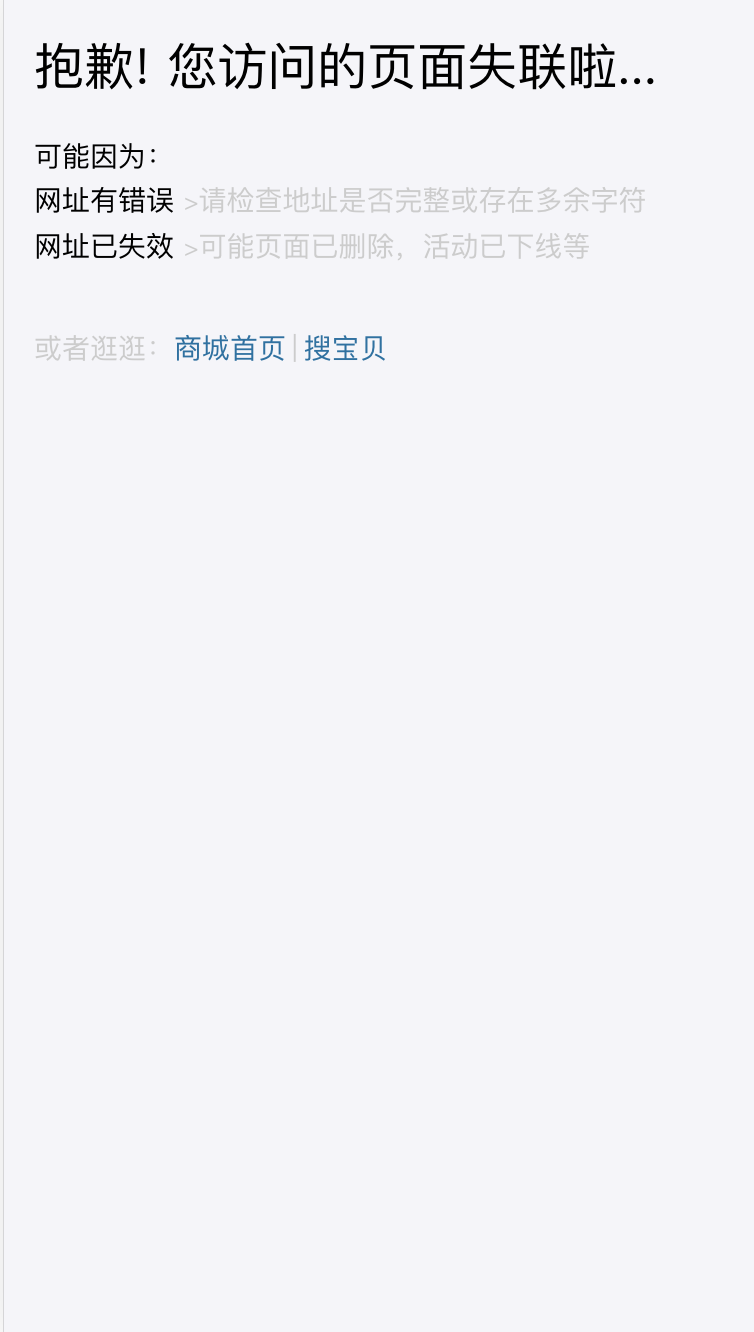 抱歉！您访问的页面失联啦...
可能因为：
网址有错误 >请检查地址是否完整或存在多余字符
网址已失效 >可能页面已删除，活动已下线等
或者逛逛：商城首页|搜宝贝